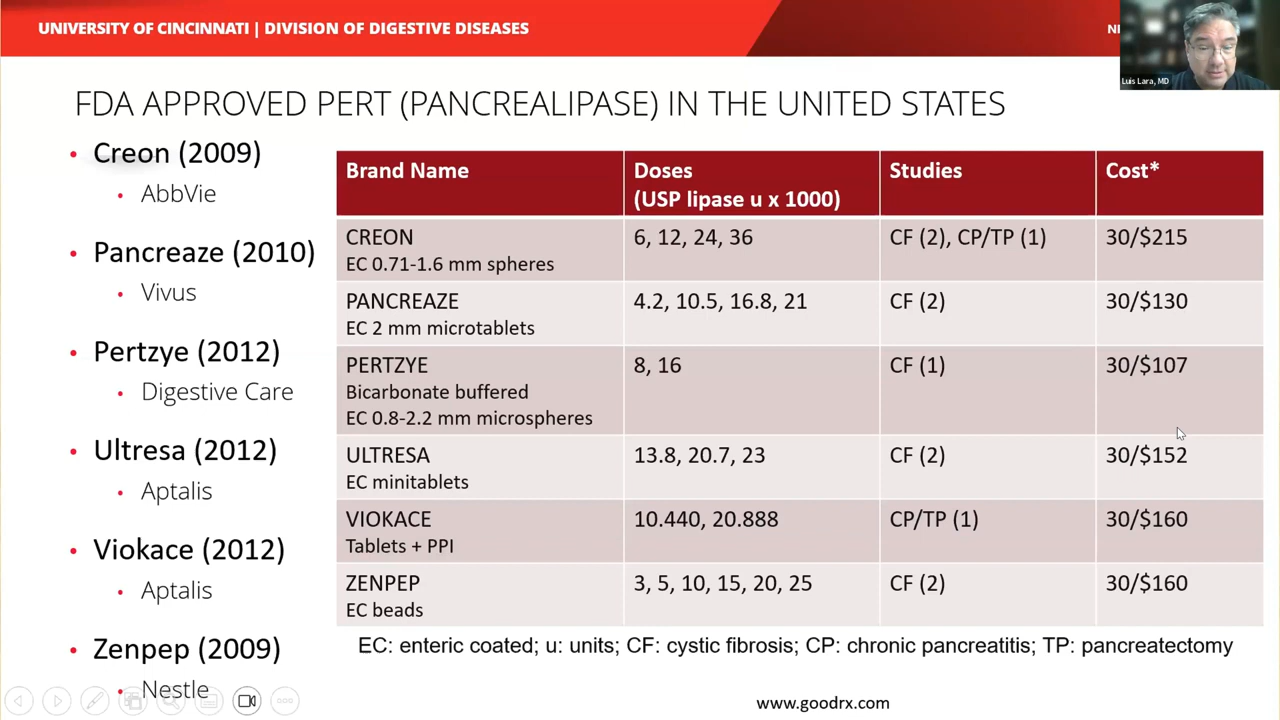 UNIVERSITY OF CINCINNATI | DIVISION OF DIGESTIVE DISEASES
Luis Lara, MD
FDA APPROVED PERT (PANCREALIPASE) IN THE UNITED STATES
• Creon (2009)
• AbbVie
• Pancreaze (2010)
• Vivus
• Pertzye (2012)
• Digestive Care
• Ultresa (2012)
• Aptalis
• Viokace (2012)
• Aptalis
• Zenpep (2009)
• Nestle
Brand Name Doses Studies Cost*
(USP lipase u x 1000)
CREON 6, 12, 24, 36 CF (2), CP/TP (1) 30/$215
EC 0.71-1.6 mm spheres
PANCREAZE 4.2, 10.5, 16.8, 21 CF (2) 30/$130
EC 2 mm microtablets
PERTZYE 8, 16 CF (1) 30/$107
Bicarbonate buffered
EC 0.8-2.2 mm microspheres
ULTRESA 13.8, 20.7, 23 CF (2) 30/$152
EC minitablets
VIOKACE 10.440, 20.888 CP/TP (1) 30/$160
Tablets + PPI
ZENPEP 3, 5, 10, 15, 20, 25 CF (2) 30/$160
EC beads
EC: enteric coated; u: units; CF: cystic fibrosis; CP: chronic pancreatitis; TP: pancreatectomy
www.goodrx.com